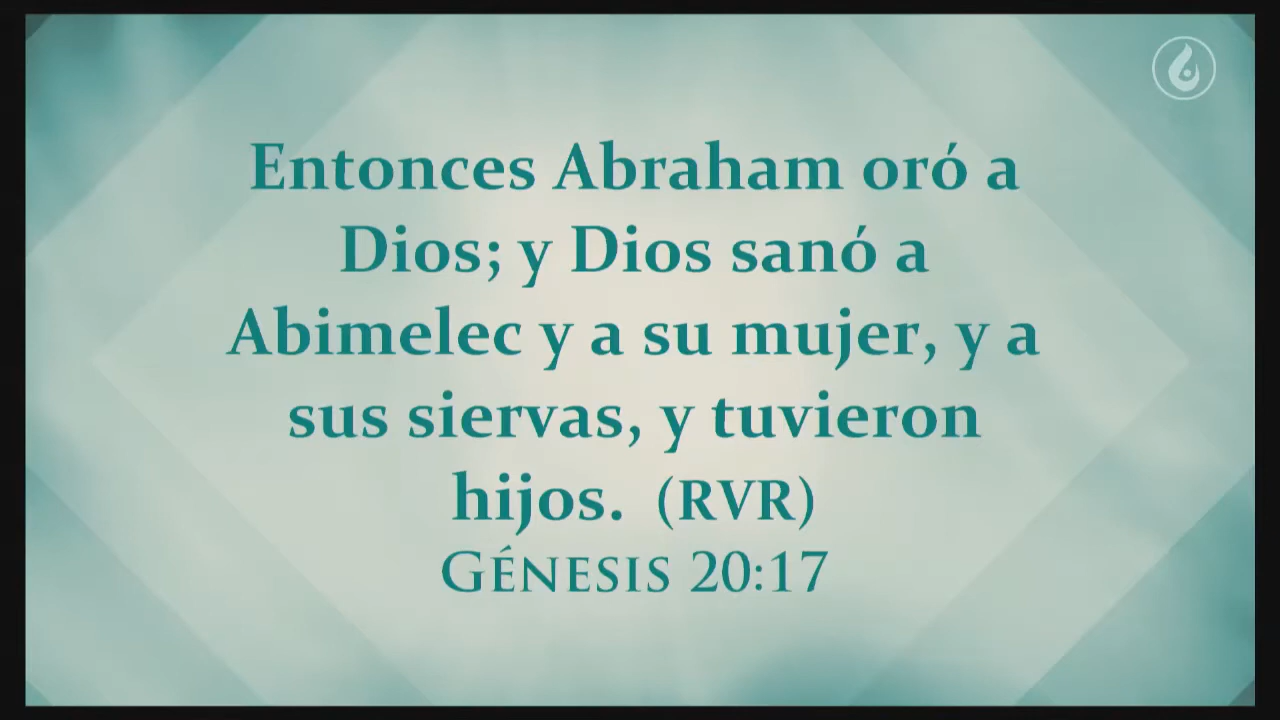 Entonces Abraham oró a
Dios; y Dios sanó a
Abimelec y a su mujer, y a
sus siervas, y tuvieron
hijos.  (RVR)
GÉNESIS 20:17